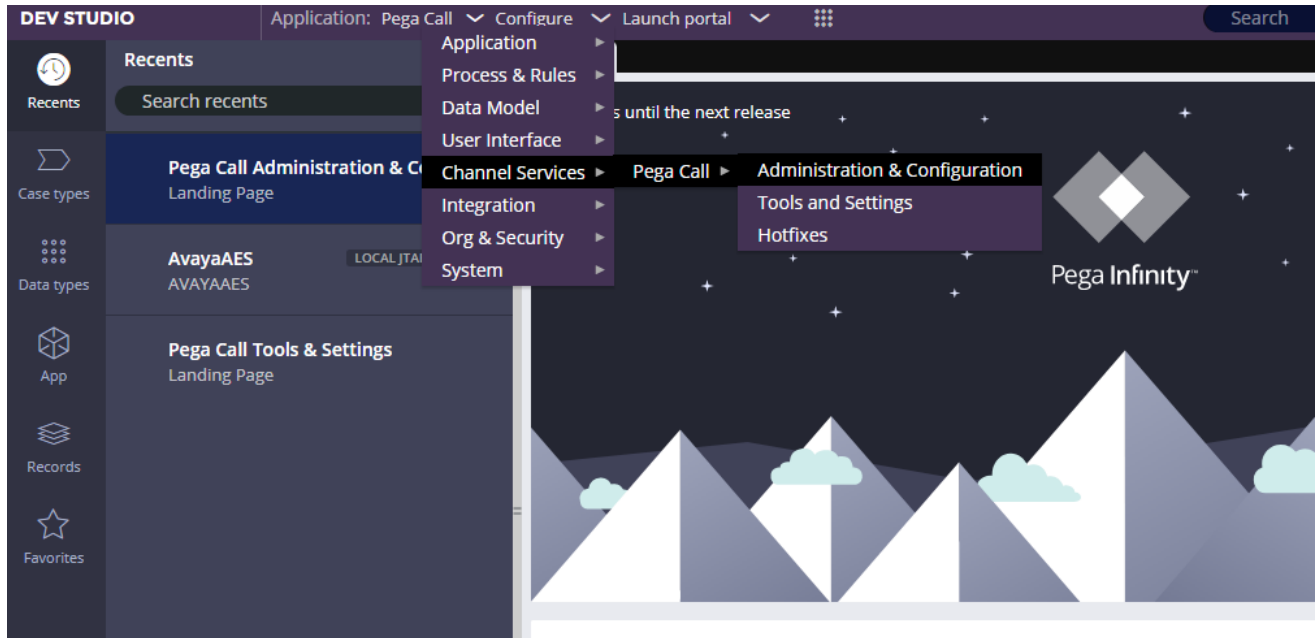 DEV STUDIO
Application: Pega Call Configure Launch portal
Search
Recents
Case types
Data types
App
Records
Favorites
Recents
Search recents
Pega Call Administration & Co
Landing Page
AvayaAES
LOCAL JTA
AVAYAAES
Pega Call Tools & Settings
Landing Page
Application
Process & Rules
Data Model
User Interface
Channel Services
Integration
Org & Security
System
Pega Call
Administration & Configuration
Tools and Settings
Hotfixes
s until the next release
Pega Infinity™